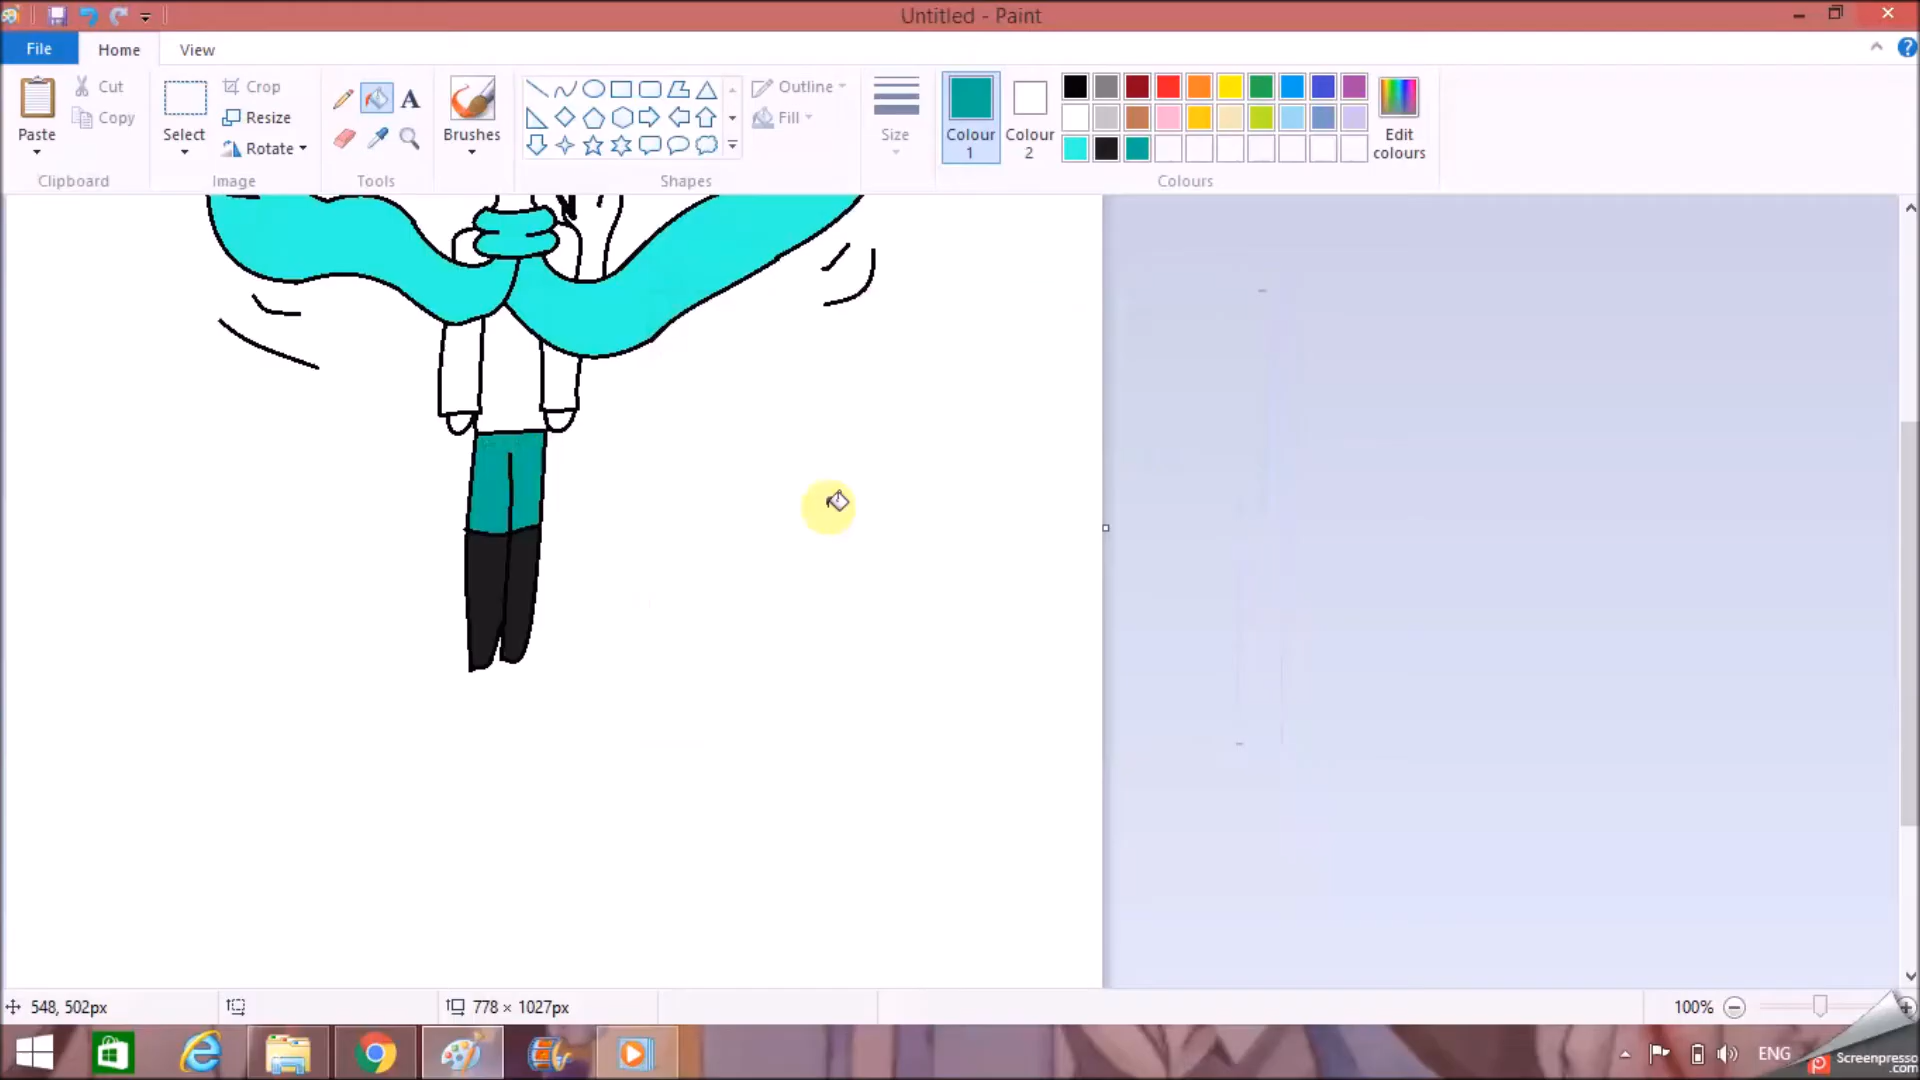 Untitled - Paint
File
Home
View
Paste
Cut
Copy
Clipboard
Select
Crop
Resize
Rotate
Image
A
Tools
Brushes
Shapes
Outline
Fill
Size
Colour 1
Colour 2
Edit colours
Colours
548, 502px
778 × 1027px
100%
ENG
Screenpresso
.com